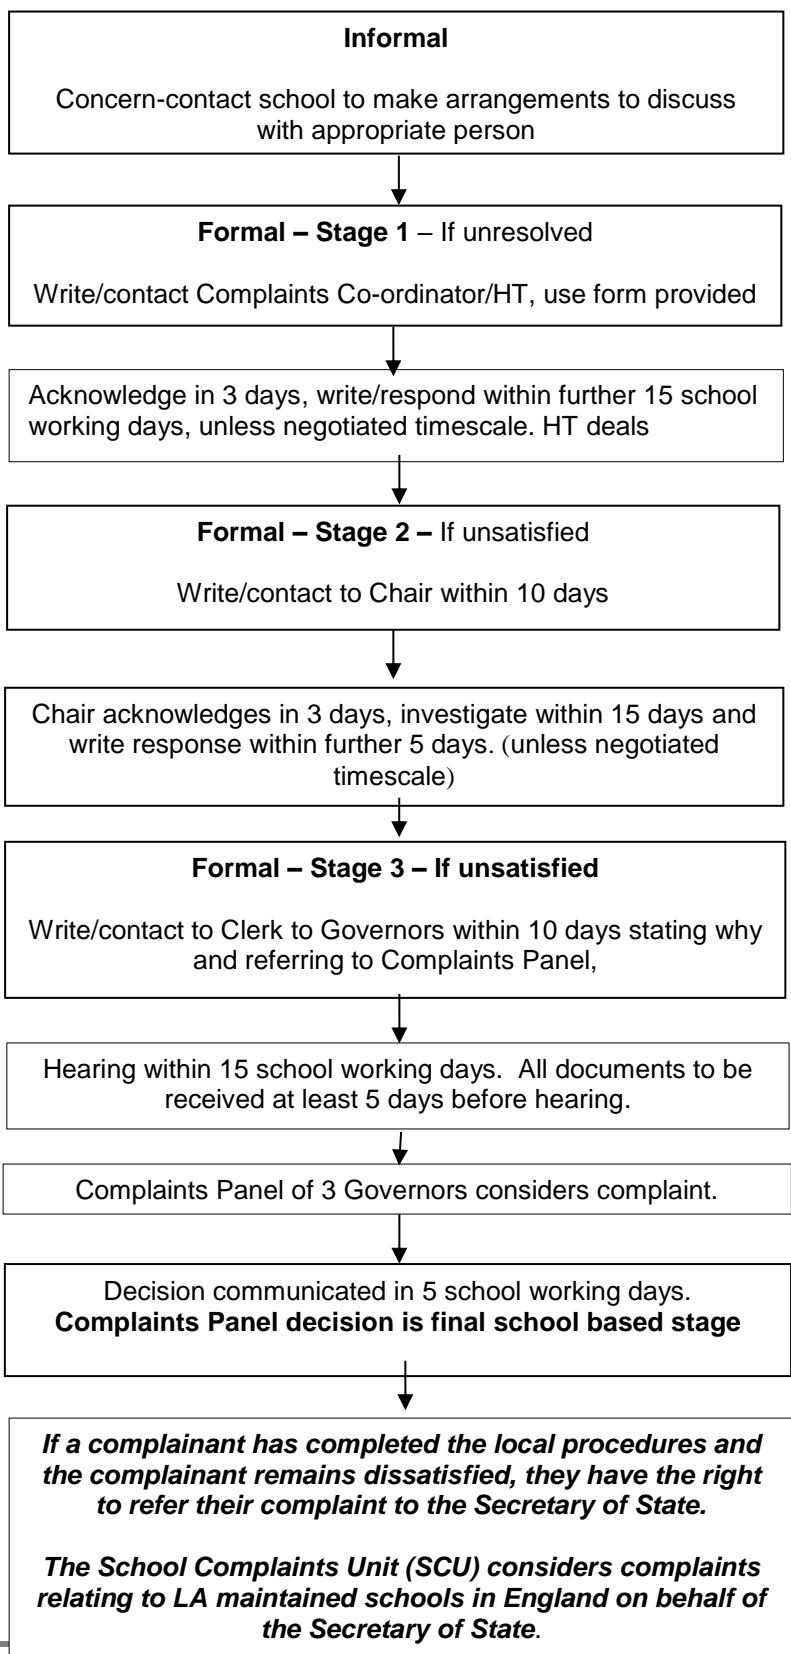 Informal
Concern-contact school to make arrangements to discuss
with appropriate person
Formal – Stage 1 – If unresolved
Write/contact Complaints Co-ordinator/HT, use form provided
Acknowledge in 3 days, write/respond within further 15 school
working days, unless negotiated timescale. HT deals
Formal – Stage 2 – If unsatisfied
Write/contact to Chair within 10 days
Chair acknowledges in 3 days, investigate within 15 days and
write response within further 5 days. (unless negotiated
timescale)
Formal – Stage 3 – If unsatisfied
Write/contact to Clerk to Governors within 10 days stating why
and referring to Complaints Panel,
Hearing within 15 school working days.  All documents to be
received at least 5 days before hearing.
Complaints Panel of 3 Governors considers complaint.
Decision communicated in 5 school working days.
Complaints Panel decision is final school based stage
If a complainant has completed the local procedures and
the complainant remains dissatisfied, they have the right
to refer their complaint to the Secretary of State.
The School Complaints Unit (SCU) considers complaints
relating to LA maintained schools in England on behalf of
the Secretary of State.